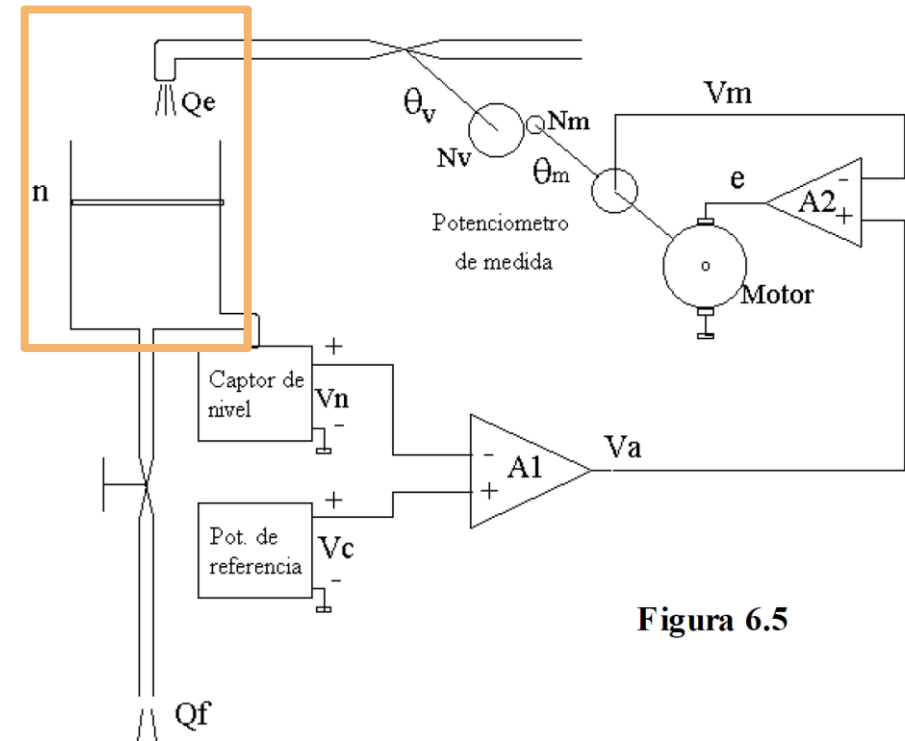 Qe
θv
Nv
Nm
θm
Vm
n
e
A2
-
+
Potenciometro
de medida
Motor
Captor de
nivel
+
Vn
-
Pot. de
referencia
+
Vc
-
-
A1
+
Va
Figura 6.5
Qf